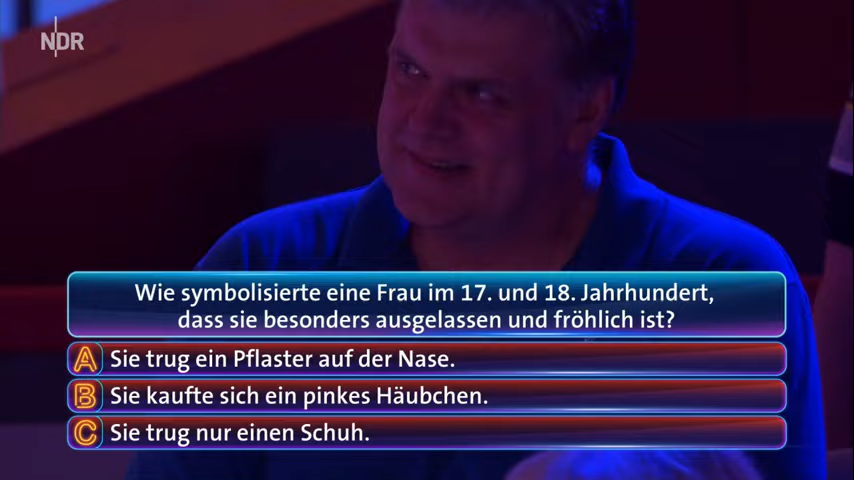 NDR
Wie symbolisierte eine Frau im 17. und 18. Jahrhundert,
dass sie besonders ausgelassen und fröhlich ist?
A Sie trug ein Pflaster auf der Nase.
B Sie kaufte sich ein pinkes Häubchen.
C Sie trug nur einen Schuh.